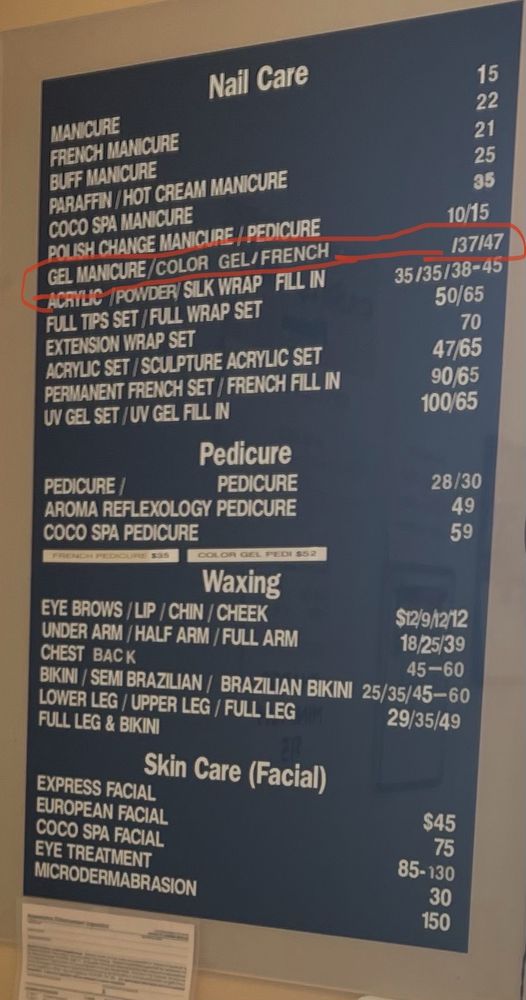 Nail Care
MANICURE 15
FRENCH MANICURE 22
BUFF MANICURE 21
PARAFFIN / HOT CREAM MANICURE 25
COCO SPA MANICURE 35
POLISH CHANGE MANICURE / PEDICURE 10/15
GEL MANICURE / COLOR GEL / FRENCH /37/47
ACRYLIC / POWDER / SILK WRAP FILL IN 35/35/38-45
FULL TIPS SET / FULL WRAP SET 50/65
EXTENSION WRAP SET 70
ACRYLIC SET / SCULPTURE ACRYLIC SET 47/65
PERMANENT FRENCH SET / FRENCH FILL IN 90/65
UV GEL SET / UV GEL FILL IN 100/65
Pedicure
PEDICURE / PEDICURE 28/30
AROMA REFLEXOLOGY PEDICURE 49
COCO SPA PEDICURE 59
FRENCH PEDICURE $35 COLOR GEL PEDI $52
Waxing
EYE BROWS / LIP / CHIN / CHEEK $12/9/12/12
UNDER ARM / HALF ARM / FULL ARM 18/25/39
CHEST BACK 45-60
BIKINI / SEMI BRAZILIAN / BRAZILIAN BIKINI 25/35/45-60
LOWER LEG / UPPER LEG / FULL LEG 29/35/49
FULL LEG & BIKINI
Skin Care (Facial)
EXPRESS FACIAL $45
EUROPEAN FACIAL 75
COCO SPA FACIAL 85-130
EYE TREATMENT 30
MICRODERMABRASION 150